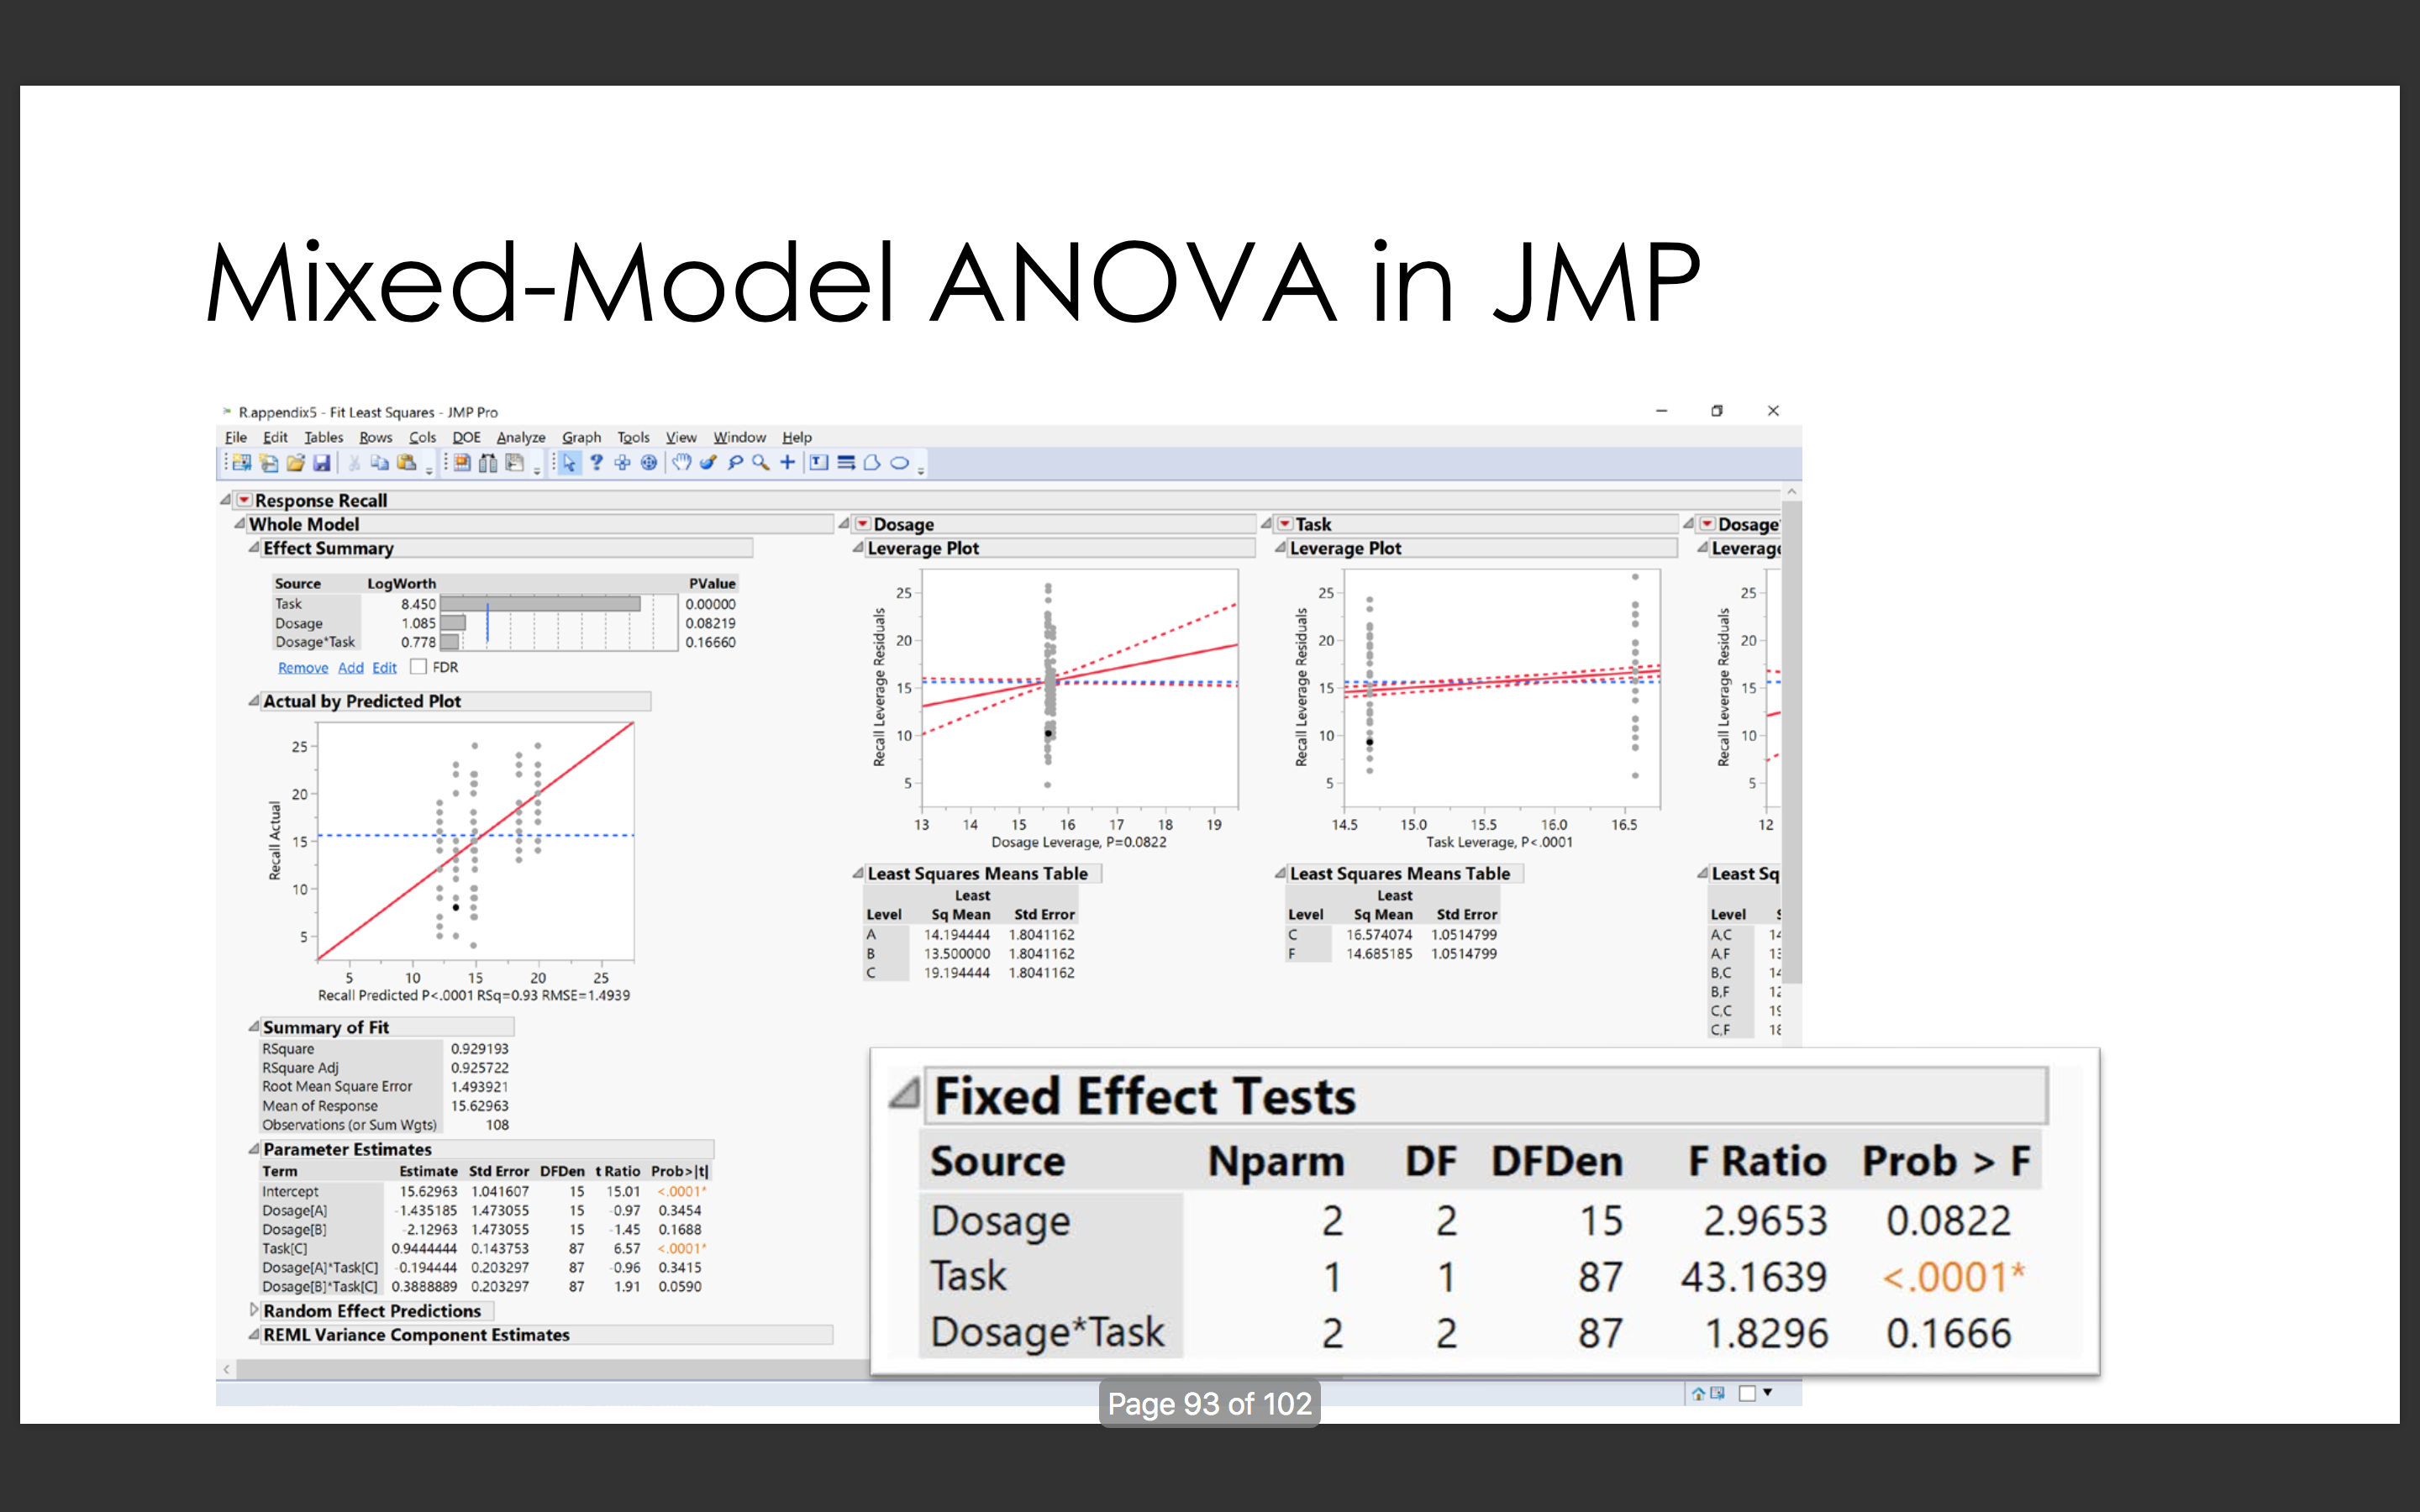 Mixed-Model ANOVA in JMP
R.appendix5 - Fit Least Squares - JMP Pro
File Edit Tables Rows Cols DOE Analyze Graph Tools View Window Help
Response Recall
Whole Model
Effect Summary
Source LogWorth PValue
Task 8.450 0.00000
Dosage 1.085 0.08219
Dosage*Task 0.778 0.16660
Remove Add Edit FDR
Actual by Predicted Plot
Recall Actual
25
20
15
10
5
5 10 15 20 25
Recall Predicted P<.0001 RSq=0.93 RMSE=1.4939
Summary of Fit
RSquare 0.929193
RSquare Adj 0.925722
Root Mean Square Error 1.493921
Mean of Response 15.62963
Observations (or Sum Wgts) 108
Parameter Estimates
Term Estimate Std Error DFDen t Ratio Prob>|t|
Intercept 15.62963 1.041607 15 15.01 <.0001*
Dosage[A] -1.435185 1.473055 15 -0.97 0.3454
Dosage[B] -2.12963 1.473055 15 -1.45 0.1688
Task[C] 0.9444444 0.143753 87 6.57 <.0001*
Dosage[A]*Task[C] -0.194444 0.203297 87 -0.96 0.3415
Dosage[B]*Task[C] 0.3888889 0.203297 87 1.91 0.0590
Random Effect Predictions
REML Variance Component Estimates
Dosage
Leverage Plot
Recall Leverage Residuals
25
20
15
10
5
13 14 15 16 17 18 19
Dosage Leverage, P=0.0822
Least Squares Means Table
Least
Level Sq Mean Std Error
A 14.194444 1.8041162
B 13.500000 1.8041162
C 19.194444 1.8041162
Task
Leverage Plot
Recall Leverage Residuals
25
20
15
10
5
14.5 15.0 15.5 16.0 16.5
Task Leverage, P<.0001
Least Squares Means Table
Least
Level Sq Mean Std Error
C 16.574074 1.0514799
F 14.685185 1.0514799
Dosage
Leverage
Recall Leverage Residuals
25
20
15
10
5
12
Least Sq
Level
A,C 14
A,F 13
B,C 14
B,F 12
C,C 19
C,F 18
Fixed Effect Tests
Source Nparm DF DFDen F Ratio Prob > F
Dosage 2 2 15 2.9653 0.0822
Task 1 1 87 43.1639 <.0001*
Dosage*Task 2 2 87 1.8296 0.1666
Page 93 of 102